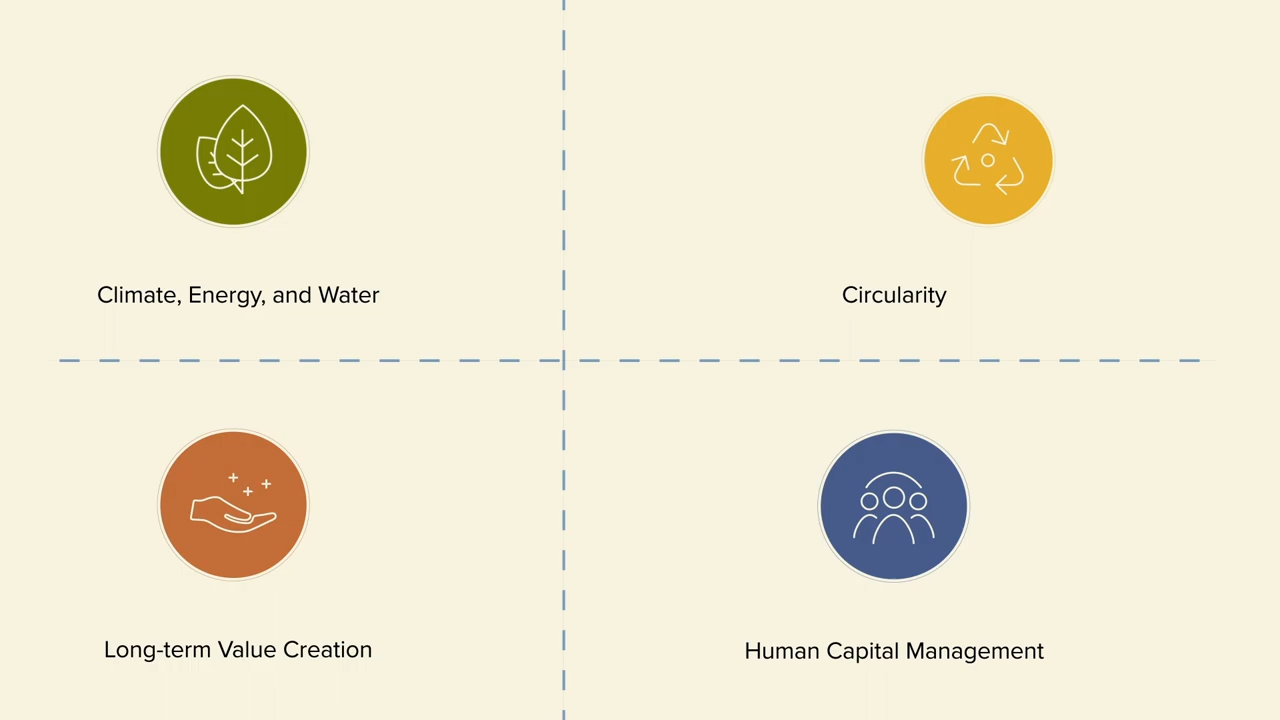 Climate, Energy, and Water
Circularity
Long-term Value Creation
Human Capital Management